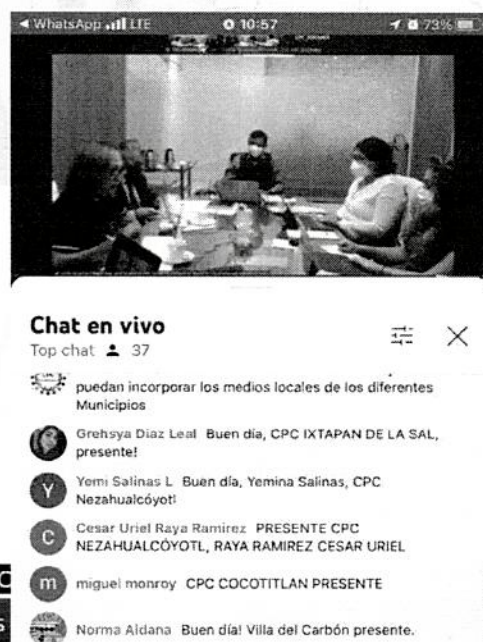 WhatsApp LTE 10:57 73%
Chat en vivo
Top chat 37
puedan incorporar los medios locales de los diferentes
Municipios
Grehsya Diaz Leal Buen día, CPC IXTAPAN DE LA SAL,
presente!
Y Yemi Salinas L Buen día, Yemina Salinas, CPC
Nezahualcóyotl
C Cesar Uriel Raya Ramirez PRESENTE CPC
NEZAHUALCÓYOTL, RAYA RAMIREZ CESAR URIEL
m miguel monroy CPC COCOTITLAN PRESENTE
Norma Aldana Buen día! Villa del Carbón presente.
C
s